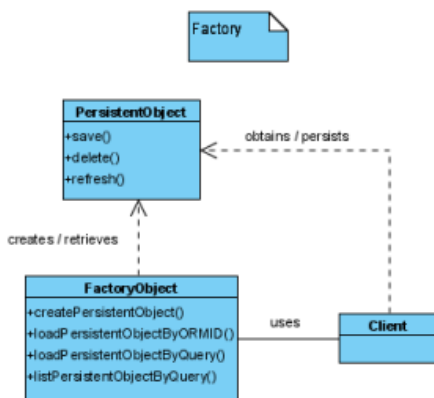 Factory
PersistentObject
+save()
+delete()
+refresh()
obtains / persists
creates / retrieves
FactoryObject
+createPersistentObject()
+loadPersistentObjectByORMID()
+loadPersistentObjectByQuery()
+listPersistentObjectByQuery()
uses
Client